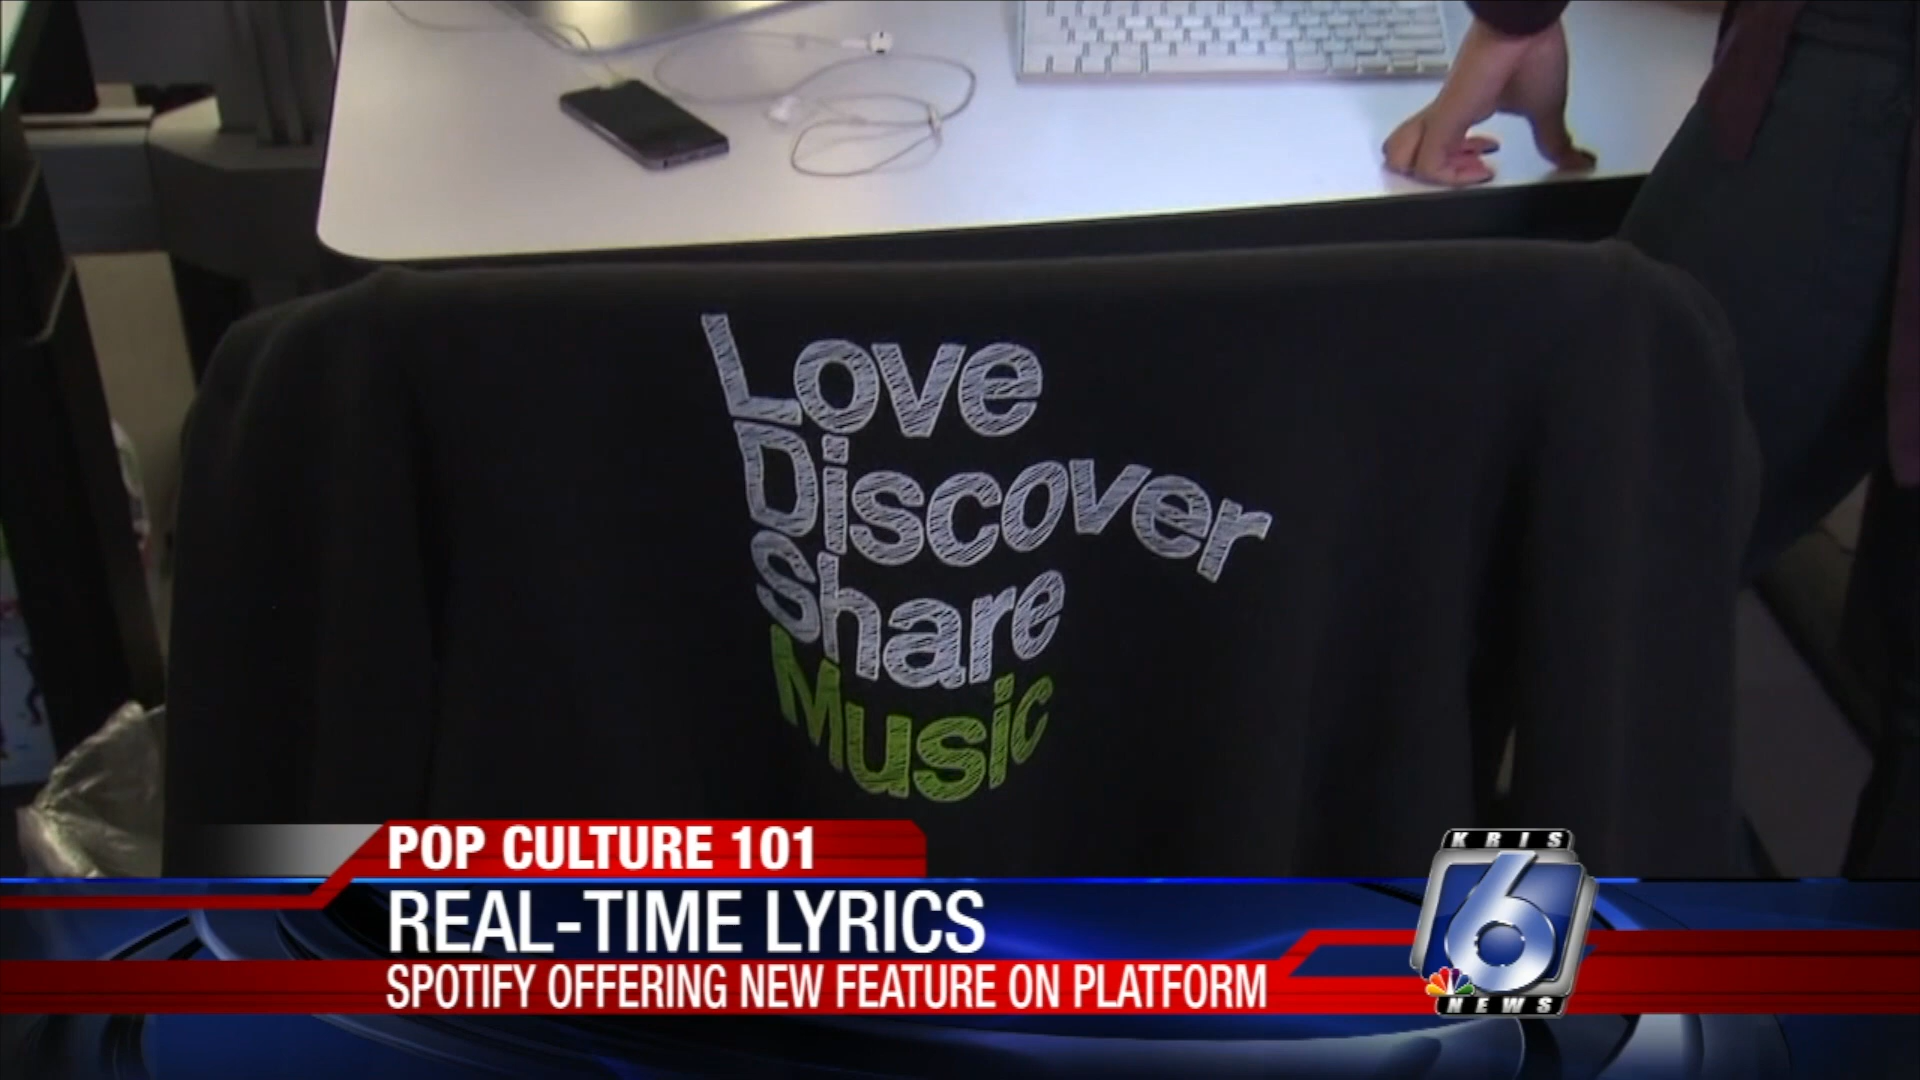 Love
Discover
Share
Music
POP CULTURE 101
REAL-TIME LYRICS
SPOTIFY OFFERING NEW FEATURE ON PLATFORM
KRIS
6
NEWS